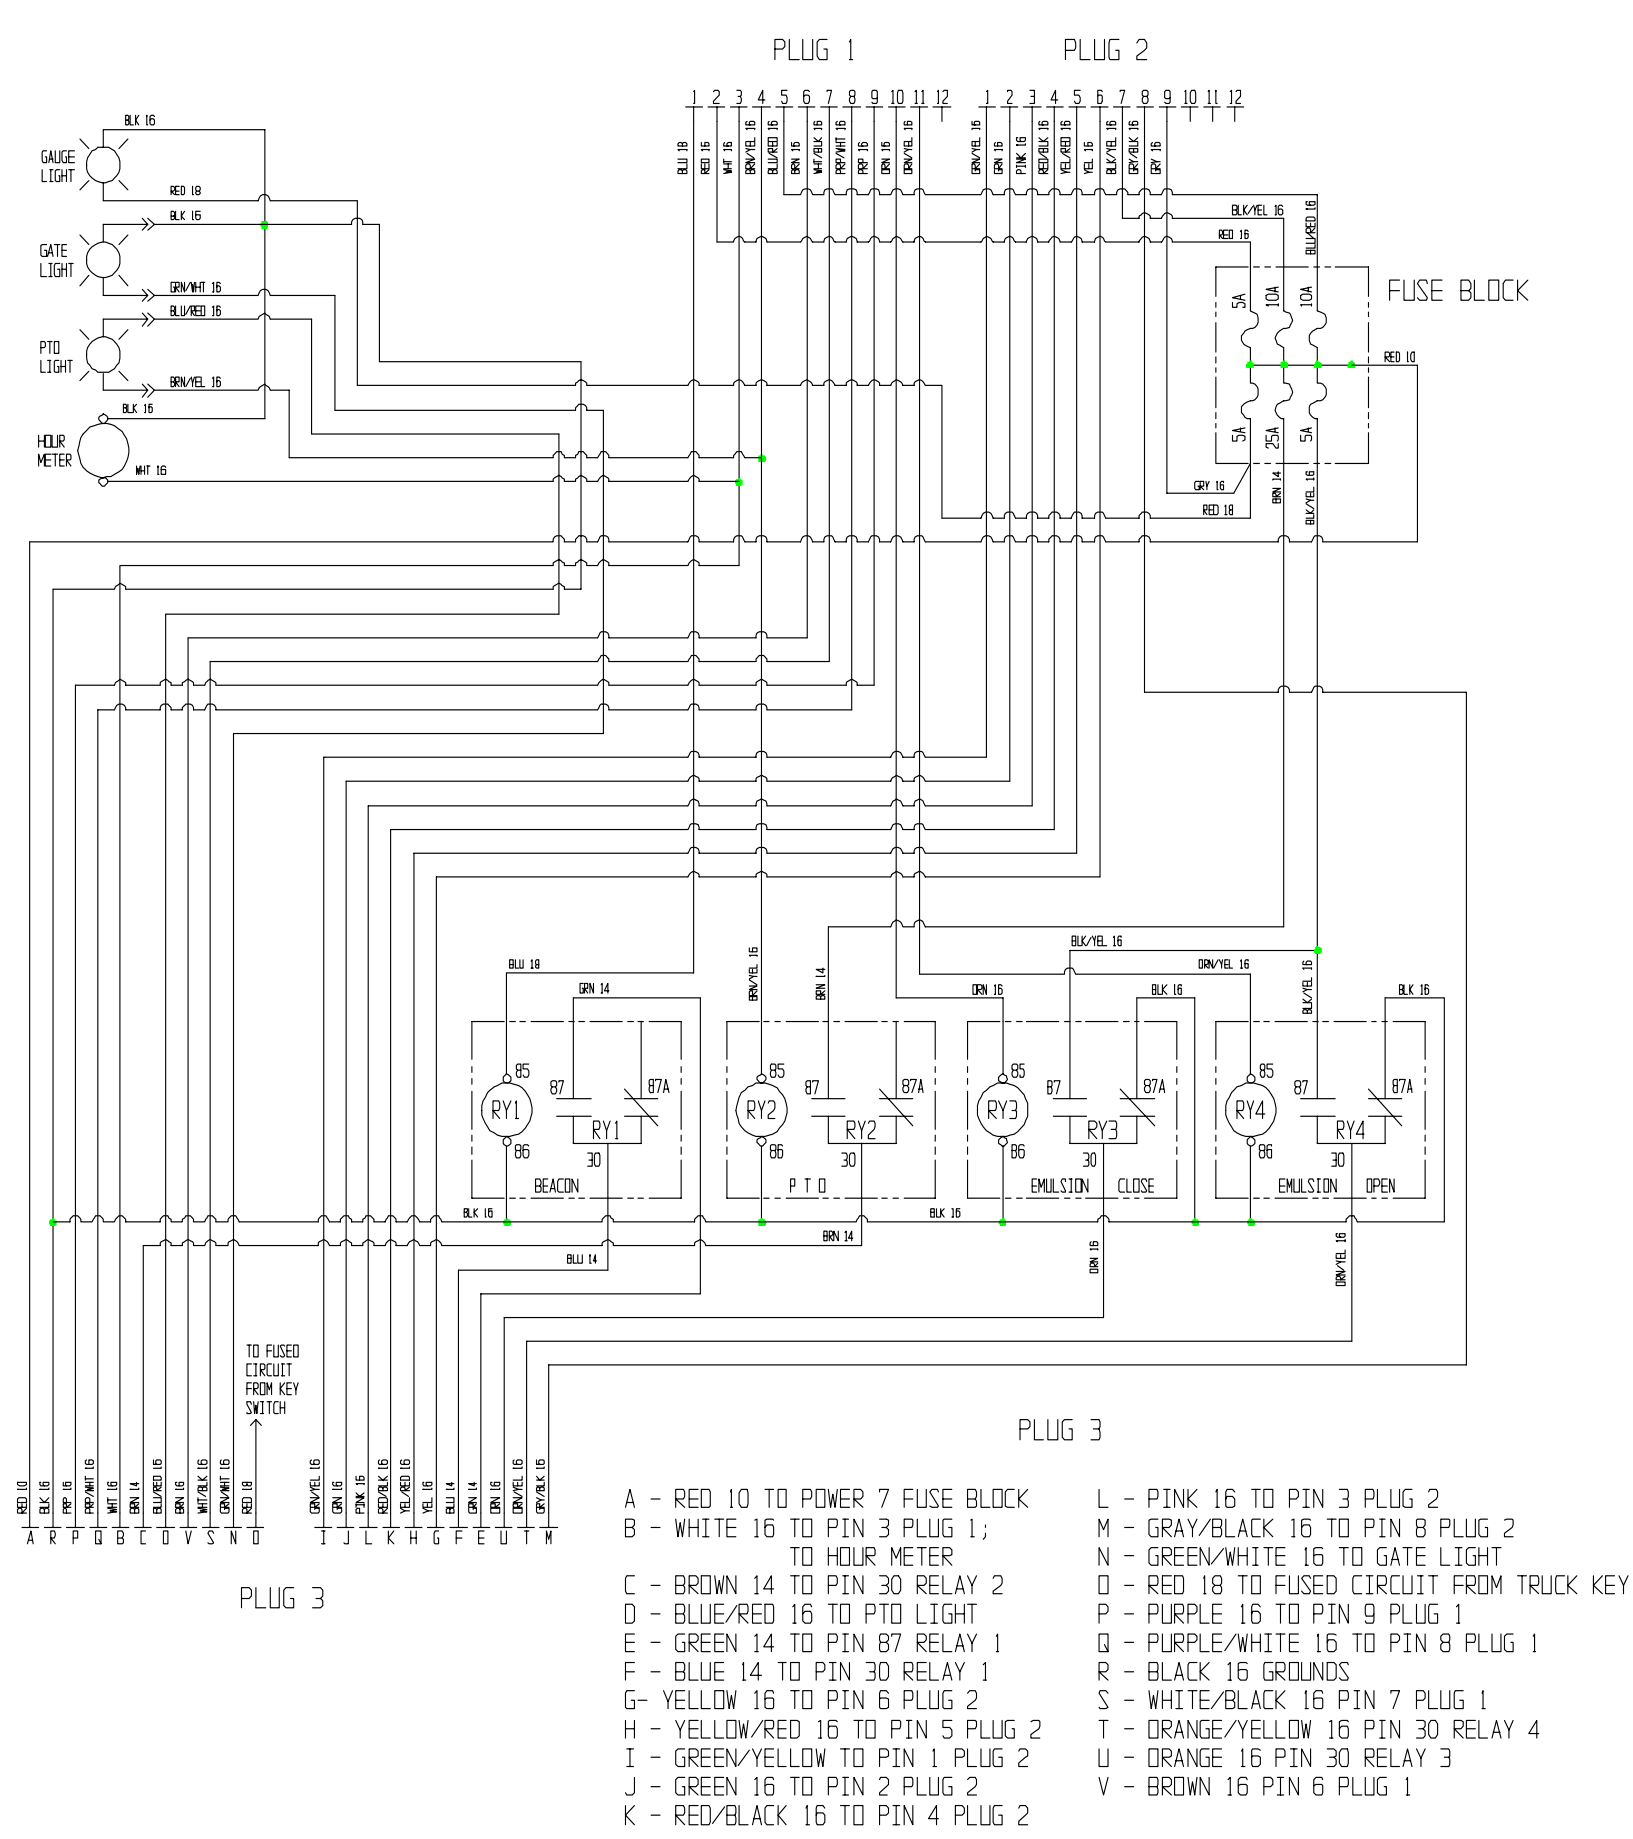 PLUG 1
PLUG 2
1 2 3 4 5 6 7 8 9 10 11 12
1 2 3 4 5 6 7 8 9 10 11 12
BLU 18
RED 16
WHT 16
BRN/YEL 16
BLU/RED 16
BRN 16
WHT/BLK 16
PRP/WHT 16
PRP 16
ORN 16
ORN/YEL 16
GRN/YEL 16
GRN 16
PINK 16
RED/BLK 16
YEL/RED 16
YEL 16
BLK/YEL 16
GRY/BLK 16
GRY 16
BLK 16
GAUGE
LIGHT
RED 18
BLK 16
GATE
LIGHT
GRN/WHT 16
BLU/RED 16
PTO
LIGHT
BRN/YEL 16
BLK 16
HOUR
METER
WHT 16
BLK/YEL 16
RED 16
BLU/RED 16
FUSE BLOCK
5A
10A
10A
RED 10
5A
25A
5A
GRY 16
RED 18
BRN 14
BLK/YEL 16
BLU 18
GRN 14
BRN/YEL 16
BRN 14
BLK/YEL 16
ORN 16
BLK 16
ORN/YEL 16
BLK/YEL 16
BLK 16
85
87
87A
RY1
RY1
86
30
BEACON
85
87
87A
RY2
RY2
86
30
P T O
85
87
87A
RY3
RY3
86
30
EMULSION CLOSE
85
87
87A
RY4
RY4
86
30
EMULSION OPEN
BLK 16
BLK 16
BRN 14
BLU 14
ORN 16
ORN/YEL 16
TO FUSED
CIRCUIT
FROM KEY
SWITCH
RED 10
BLK 16
PRP 16
PRP/WHT 16
WHT 16
BRN 14
BLU/RED 16
BRN 16
WHT/BLK 16
GRN/WHT 16
RED 18
GRN/YEL 16
GRN 16
PINK 16
RED/BLK 16
YEL/RED 16
YEL 16
BLU 14
GRN 14
ORN 16
ORN/YEL 16
GRY/BLK 16
A R P Q B C D V S N O
I J L K H G F E U T M
PLUG 3
PLUG 3
A - RED 10 TO POWER 7 FUSE BLOCK
B - WHITE 16 TO PIN 3 PLUG 1;
TO HOUR METER
C - BROWN 14 TO PIN 30 RELAY 2
D - BLUE/RED 16 TO PTO LIGHT
E - GREEN 14 TO PIN 87 RELAY 1
F - BLUE 14 TO PIN 30 RELAY 1
G- YELLOW 16 TO PIN 6 PLUG 2
H - YELLOW/RED 16 TO PIN 5 PLUG 2
I - GREEN/YELLOW TO PIN 1 PLUG 2
J - GREEN 16 TO PIN 2 PLUG 2
K - RED/BLACK 16 TO PIN 4 PLUG 2
L - PINK 16 TO PIN 3 PLUG 2
M - GRAY/BLACK 16 TO PIN 8 PLUG 2
N - GREEN/WHITE 16 TO GATE LIGHT
O - RED 18 TO FUSED CIRCUIT FROM TRUCK KEY
P - PURPLE 16 TO PIN 9 PLUG 1
Q - PURPLE/WHITE 16 TO PIN 8 PLUG 1
R - BLACK 16 GROUNDS
S - WHITE/BLACK 16 PIN 7 PLUG 1
T - ORANGE/YELLOW 16 PIN 30 RELAY 4
U - ORANGE 16 PIN 30 RELAY 3
V - BROWN 16 PIN 6 PLUG 1